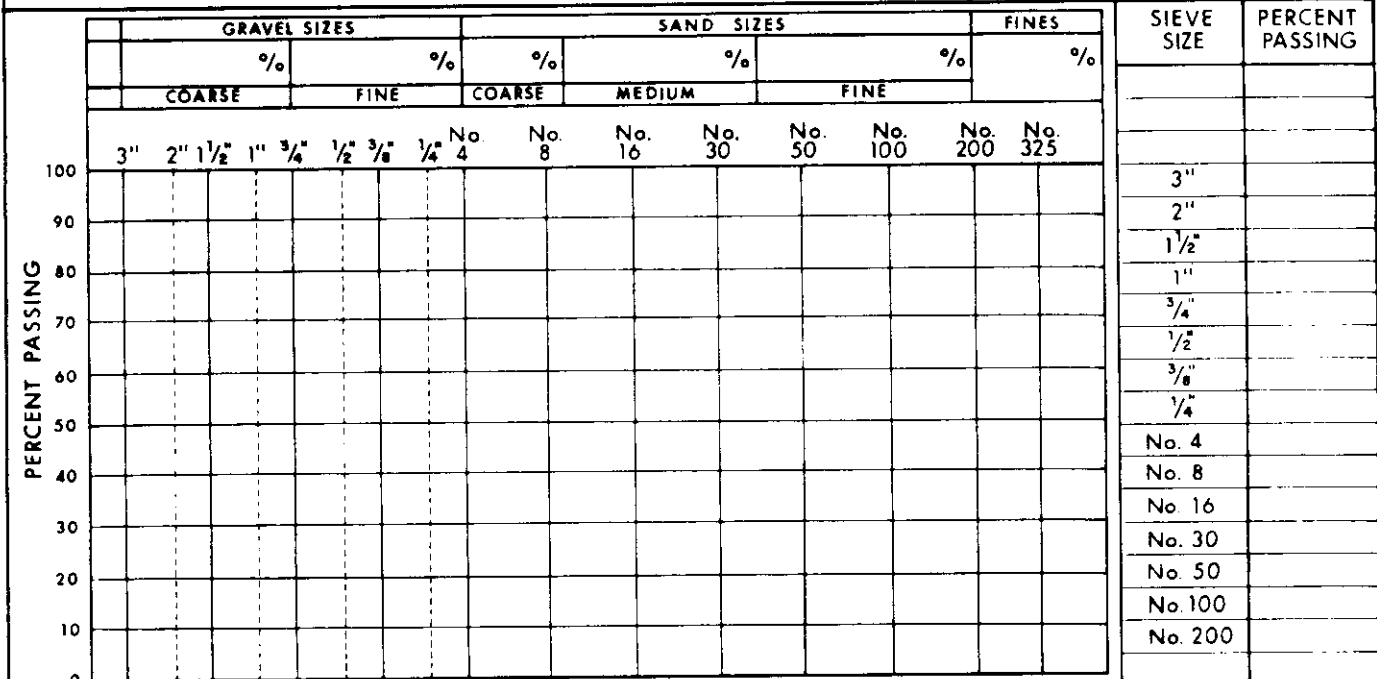 GRAVEL SIZES SAND SIZES FINES
% % % % % %
COARSE FINE COARSE MEDIUM FINE
3" 2" 1½" 1" ¾" ½" ⅜" ¼" No. 4 No. 8 No. 16 No. 30 No. 50 No. 100 No. 200 No. 325
PERCENT PASSING
100
90
80
70
60
50
40
30
20
10
0
SIEVE SIZE PERCENT PASSING
3"
2"
1½"
1"
¾"
½"
⅜"
¼"
No. 4
No. 8
No. 16
No. 30
No. 50
No. 100
No. 200